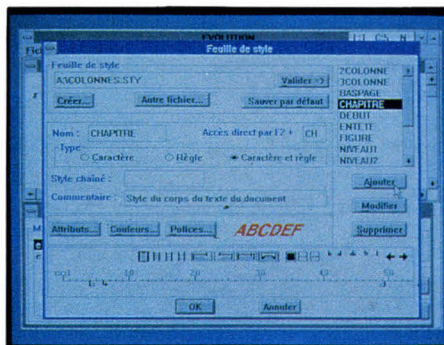 EVOLUTION
Feuille de style
Feuille de style
A:\COLONNES.STY
Valider =>
Créer...
Autre fichier...
Sauver par défaut
2COLONNE
3COLONNE
BASPAGE
CHAPITRE
DEBUT
ENTETE
FIGURE
NIVEAU1
NIVEAU2
Nom : CHAPITRE
Accès direct par F2 + CH
Type
Caractère
Règle
Caractère et règle
Style chaîné :
Ajouter
Commentaire : Style du corps du texte du document
Modifier
Attributs...
Couleurs...
Polices...
ABCDEF
Supprimer
OK
Annuler